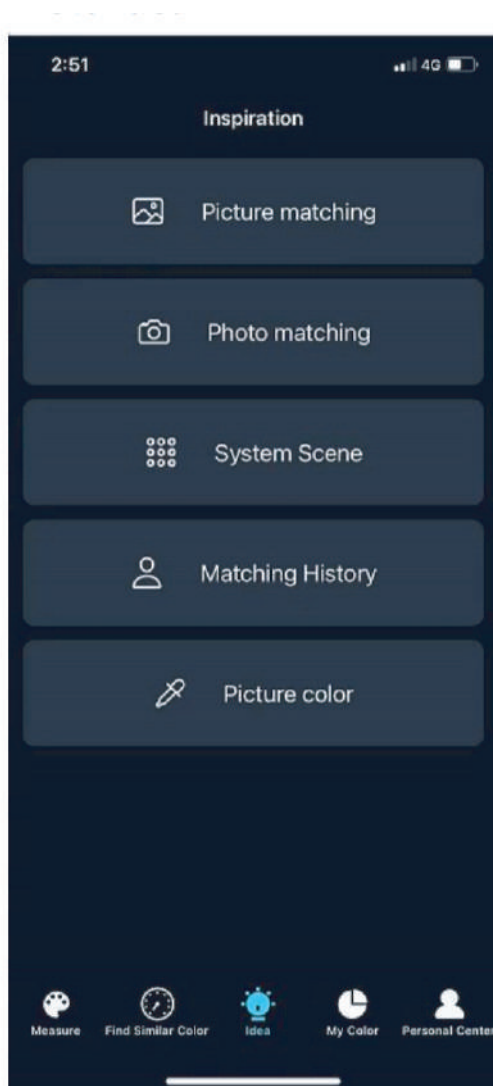 2:51 4G
Inspiration
Picture matching
Photo matching
System Scene
Matching History
Picture color
Measure Find Similar Color Idea My Color Personal Center